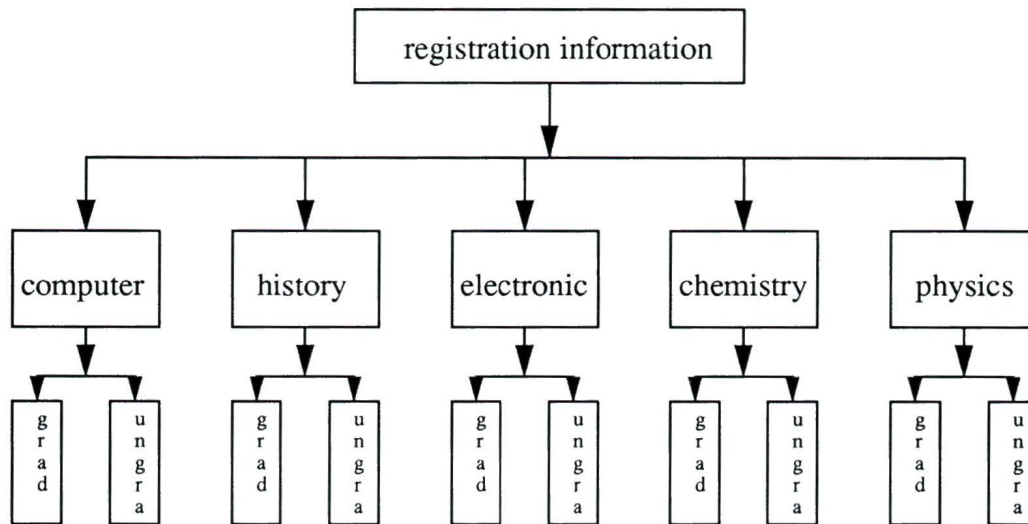 registration information
computer
history
electronic
chemistry
physics
grad
ungra
grad
ungra
grad
ungra
grad
ungra
grad
ungra